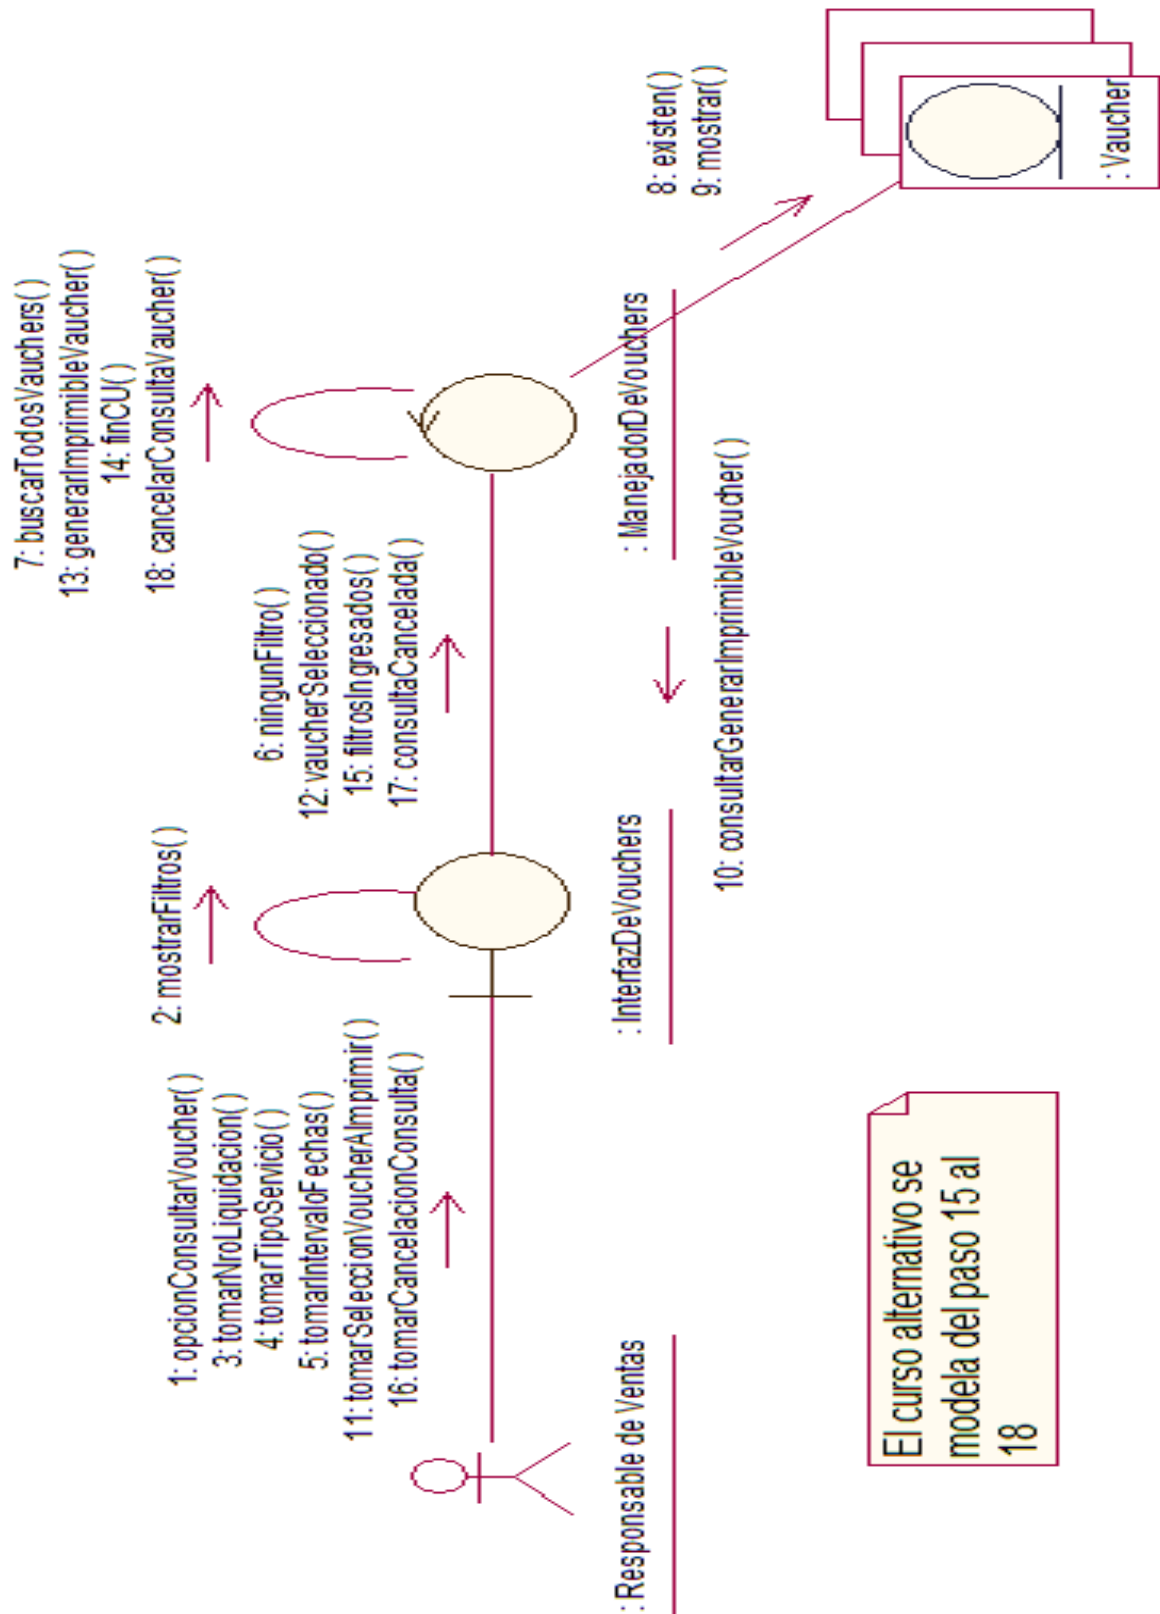 1: opcionConsultarVoucher( )
3: tomarNroLiquidacion( )
4: tomarTipoServicio( )
5: tomarIntervaloFechas( )
11: tomarSeleccionVoucherAImprimir( )
16: tomarCancelacionConsulta( )
2: mostrarFiltros( )
6: ningunFiltro( )
12: vaucherSeleccionado( )
15: filtrosIngresados( )
17: consultaCancelada( )
7: buscarTodosVauchers( )
13: generarImprimibleVaucher( )
14: finCU( )
18: cancelarConsultaVaucher( )
8: existen( )
9: mostrar( )
: Responsable de Ventas
: InterfazDeVouchers
: ManejadorDeVouchers
10: consultarGenerarImprimibleVoucher( )
: Vaucher
El curso alternativo se
modela del paso 15 al
18